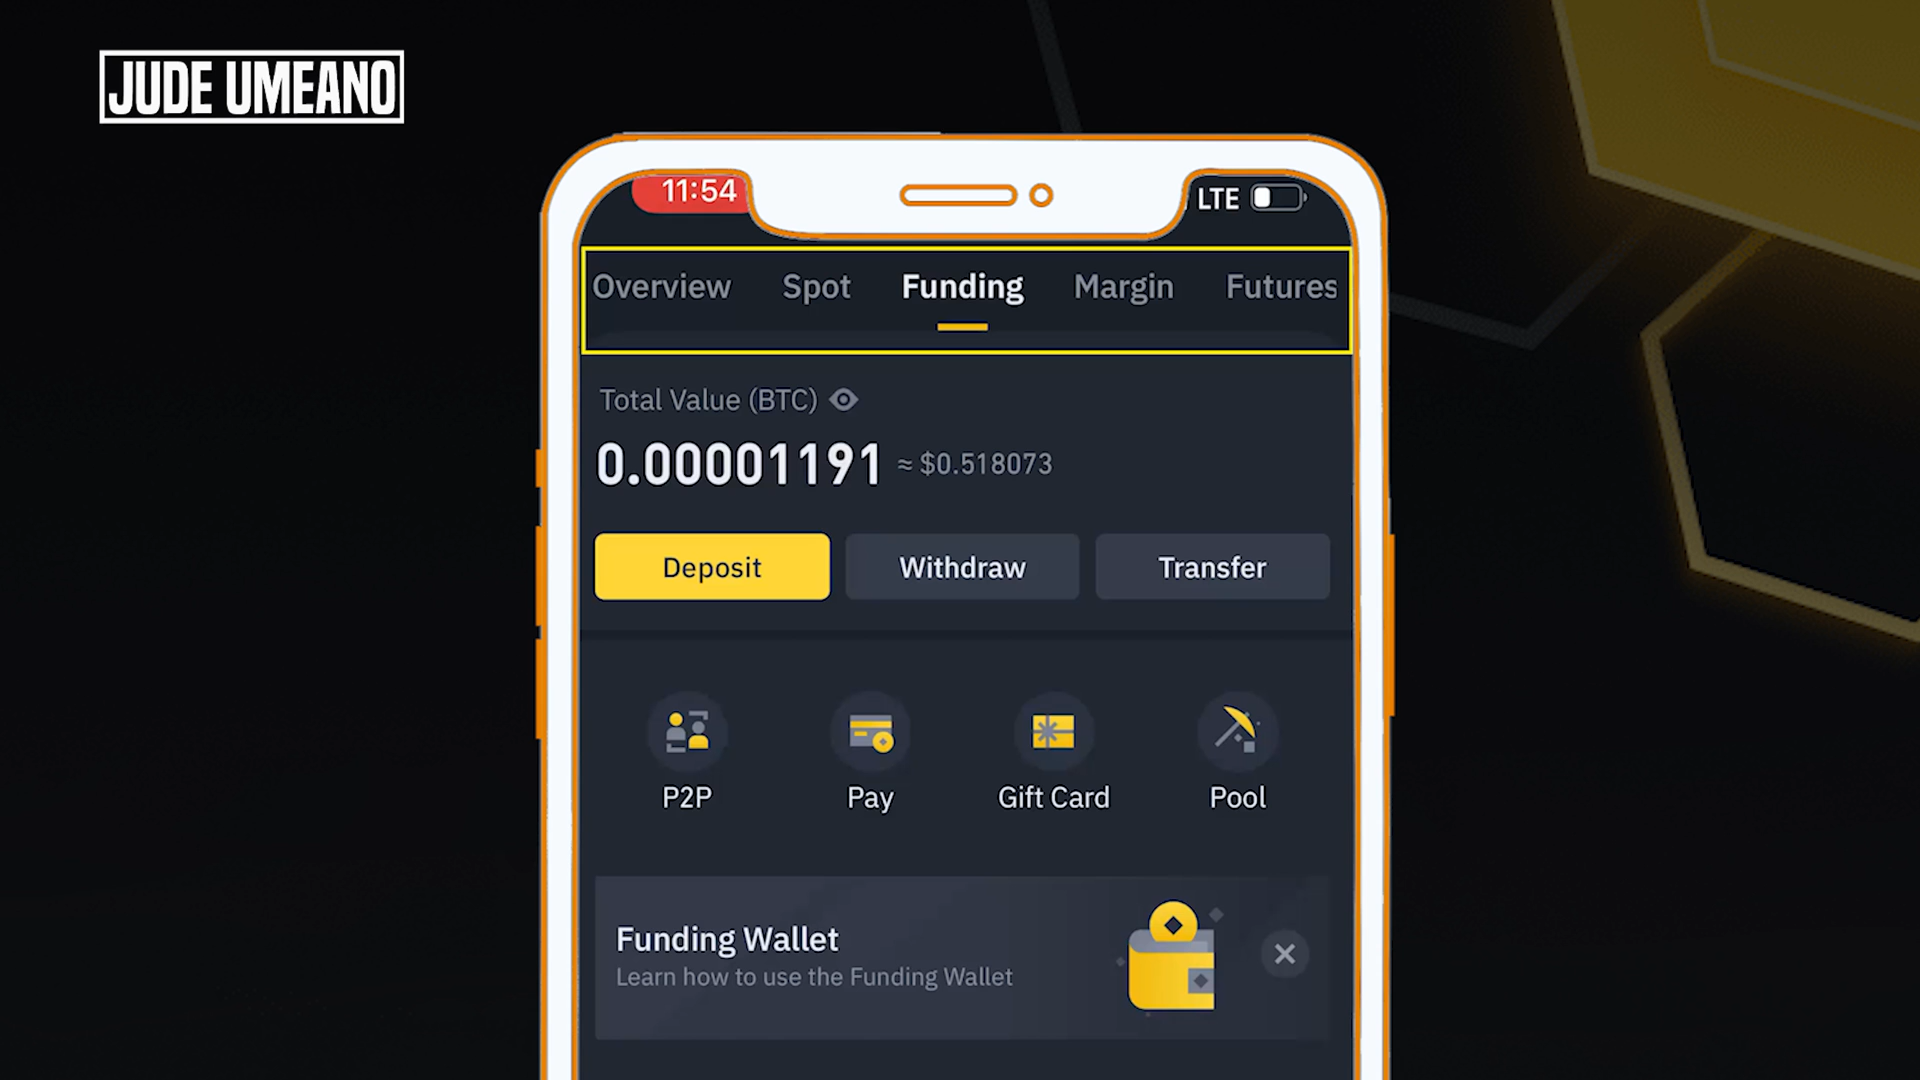 JUDE UMEANO
11:54
LTE
Overview Spot Funding Margin Futures
Total Value (BTC)
0.00001191 ≈ $0.518073
Deposit Withdraw Transfer
P2P Pay Gift Card Pool
Funding Wallet
Learn how to use the Funding Wallet